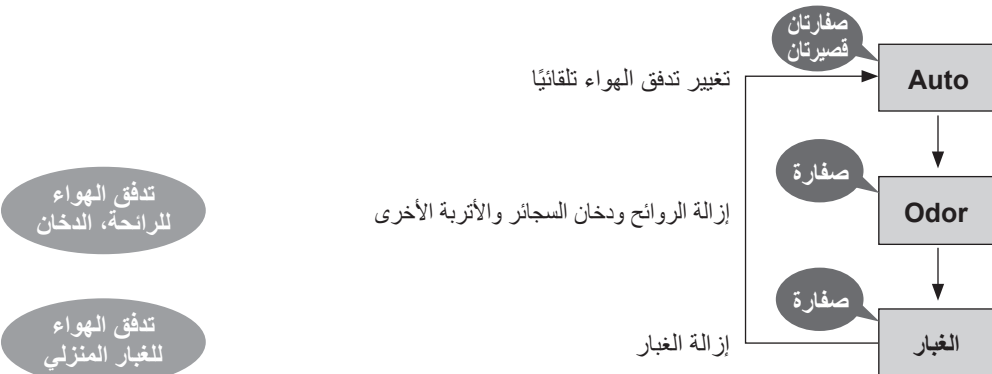 صفارتان
قصيرتان
Auto
تغيير تدفق الهواء تلقائيًا
صفارة
Odor
إزالة الروائح ودخان السجائر والأتربة الأخرى
تدفق الهواء
للرائحة، الدخان
صفارة
الغبار
إزالة الغبار
تدفق الهواء
للغبار المنزلي